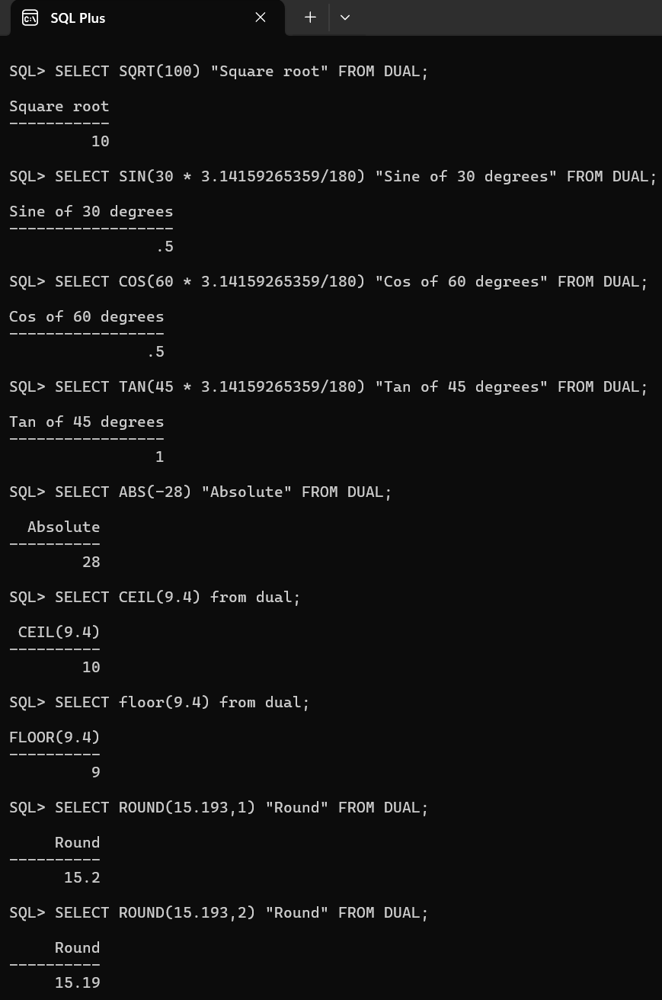 SQL Plus
SQL> SELECT SQRT(100) "Square root" FROM DUAL;
Square root
-----------
         10
SQL> SELECT SIN(30 * 3.14159265359/180) "Sine of 30 degrees" FROM DUAL;
Sine of 30 degrees
------------------
                .5
SQL> SELECT COS(60 * 3.14159265359/180) "Cos of 60 degrees" FROM DUAL;
Cos of 60 degrees
-----------------
               .5
SQL> SELECT TAN(45 * 3.14159265359/180) "Tan of 45 degrees" FROM DUAL;
Tan of 45 degrees
-----------------
                1
SQL> SELECT ABS(-28) "Absolute" FROM DUAL;
  Absolute
----------
        28
SQL> SELECT CEIL(9.4) from dual;
 CEIL(9.4)
----------
        10
SQL> SELECT floor(9.4) from dual;
FLOOR(9.4)
----------
         9
SQL> SELECT ROUND(15.193,1) "Round" FROM DUAL;
     Round
----------
      15.2
SQL> SELECT ROUND(15.193,2) "Round" FROM DUAL;
     Round
----------
     15.19